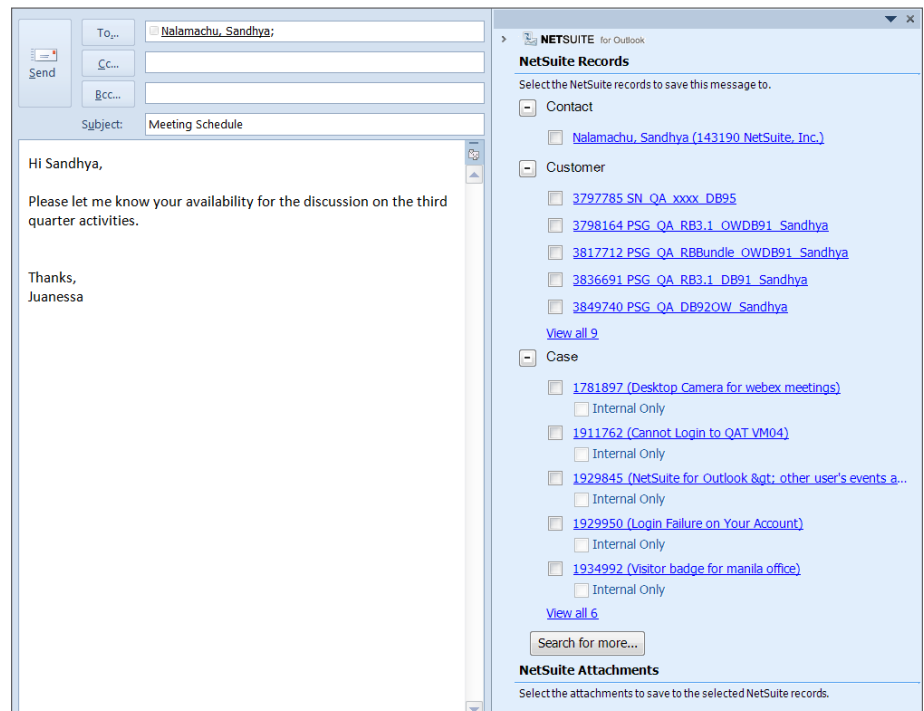 To...
Nalamachu, Sandhya;
Send
Cc...
Bcc...
Subject:
Meeting Schedule
Hi Sandhya,
Please let me know your availability for the discussion on the third
quarter activities.
Thanks,
Juanessa
NETSUITE for Outlook
NetSuite Records
Select the NetSuite records to save this message to.
Contact
Nalamachu, Sandhya (143190 NetSuite, Inc.)
Customer
3797785 SN_QA_xxxx_DB95
3798164 PSG_QA_RB3.1_OWDB91_Sandhya
3817712 PSG_QA_RBBundle_OWDB91_Sandhya
3836691 PSG_QA_RB3.1_DB91_Sandhya
3849740 PSG_QA_DB92OW_Sandhya
View all 9
Case
1781897 (Desktop Camera for webex meetings)
Internal Only
1911762 (Cannot Login to QAT VM04)
Internal Only
1929845 (NetSuite for Outlook &gt; other user's events a...
Internal Only
1929950 (Login Failure on Your Account)
Internal Only
1934992 (Visitor badge for manila office)
Internal Only
View all 6
Search for more...
NetSuite Attachments
Select the attachments to save to the selected NetSuite records.